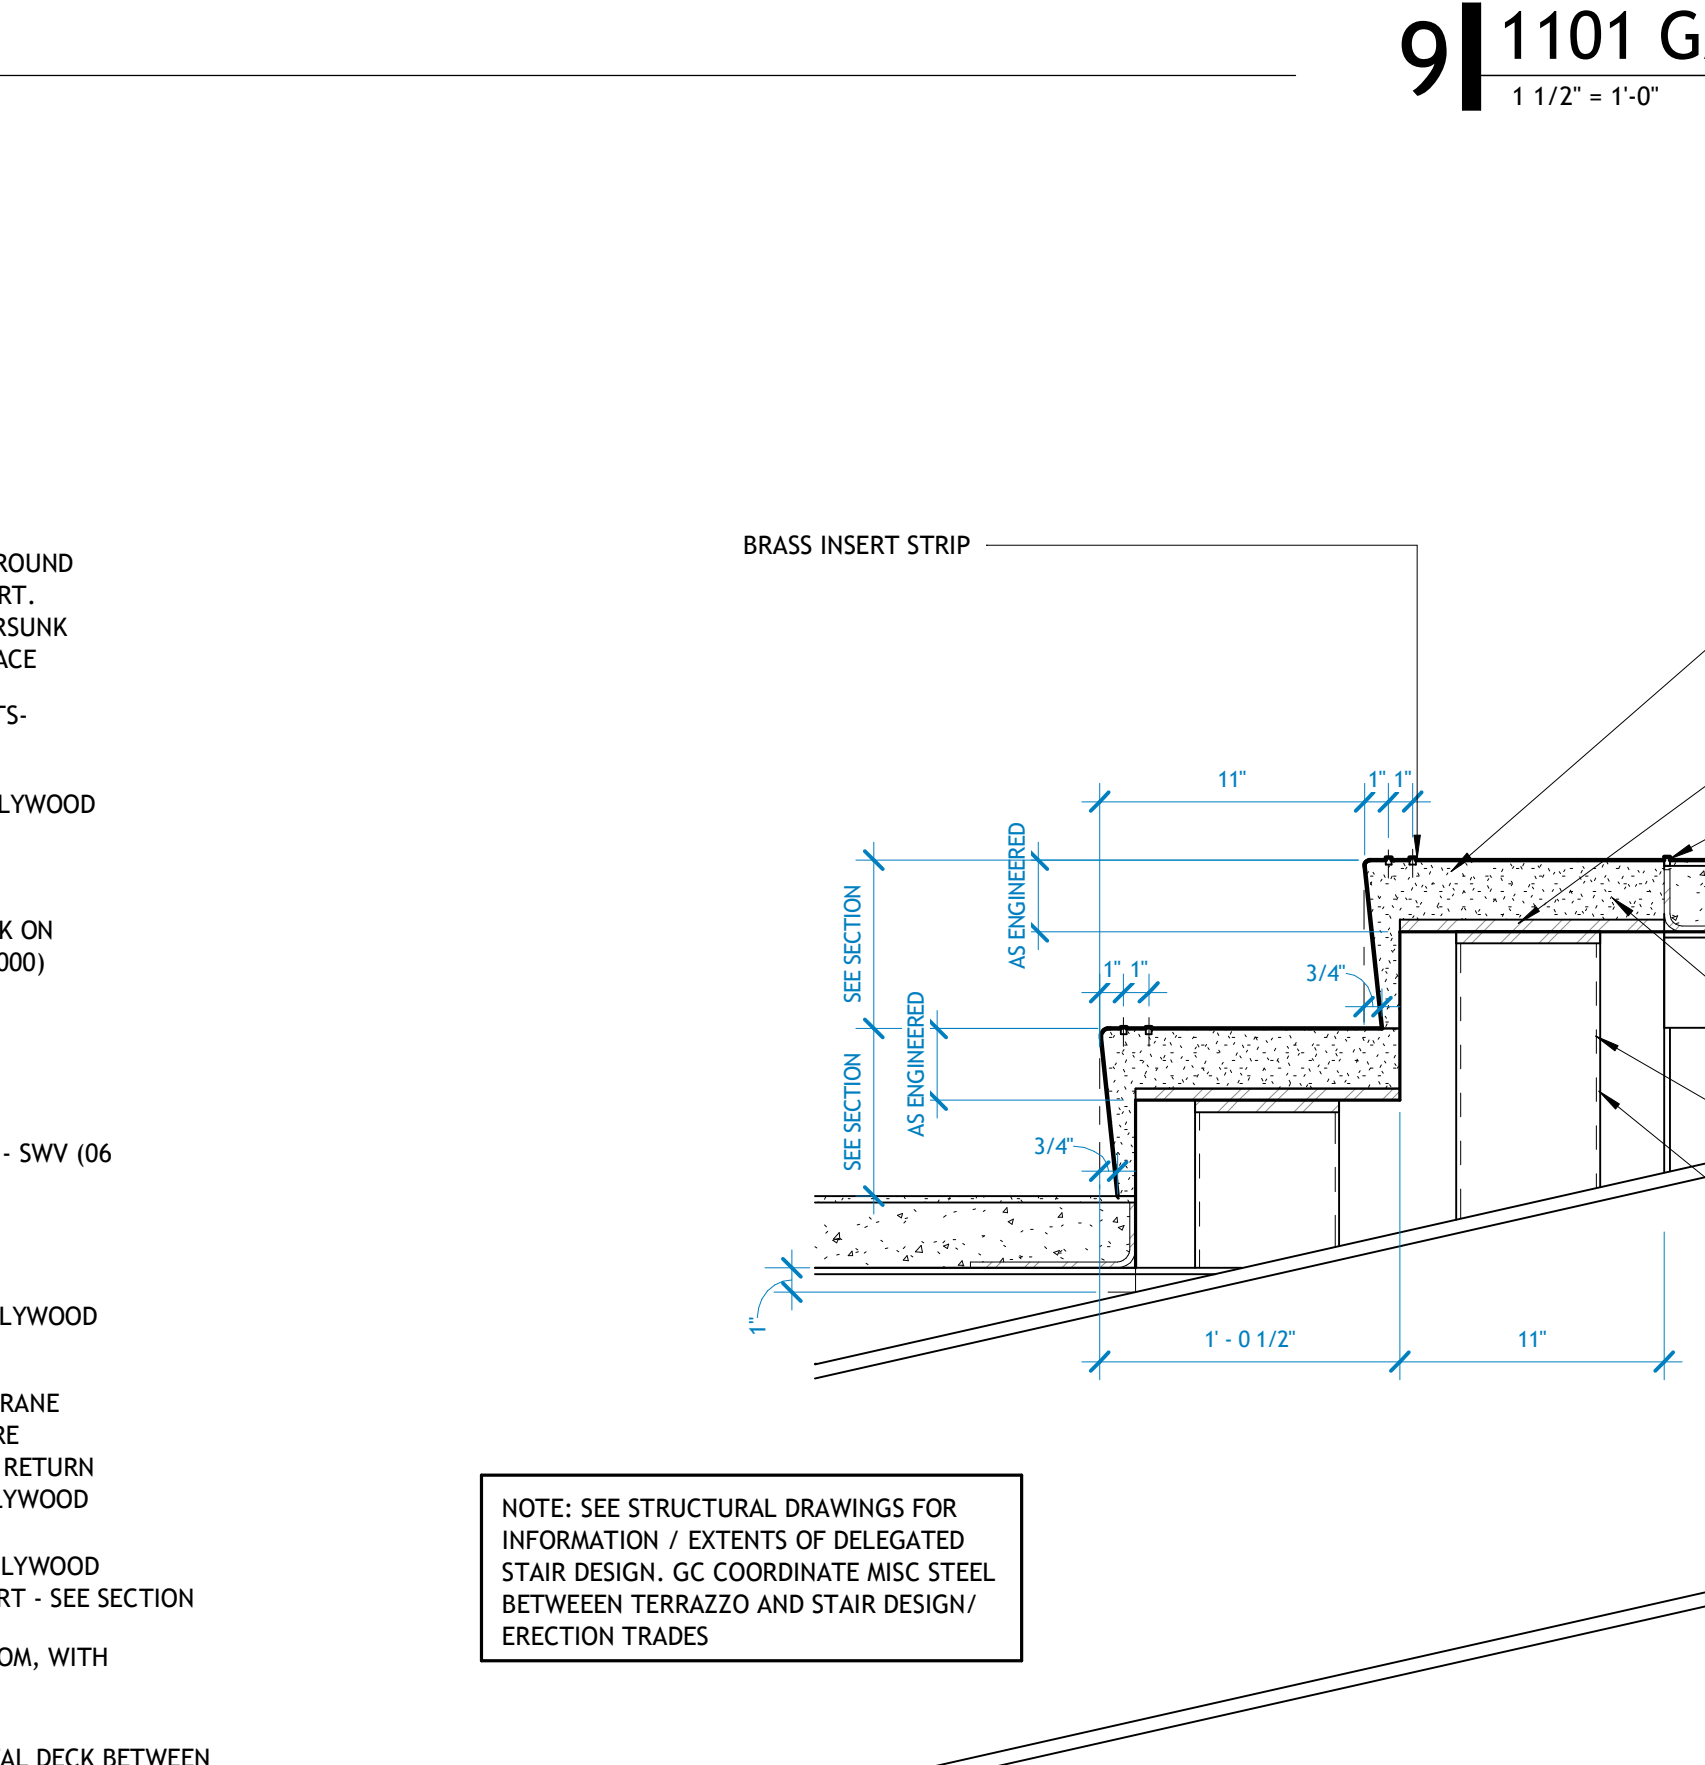 9
1101 G
1 1/2" = 1'-0"
ROUND
RT.
RSUNK
ACE
TS-
LYWOOD
K ON
000)
- SWV (06
LYWOOD
RANE
RE
RETURN
LYWOOD
LYWOOD
RT - SEE SECTION
OM, WITH
AL DECK BETWEEN
BRASS INSERT STRIP
11"
1"
1"
AS ENGINEERED
SEE SECTION
1"
1"
3/4"
AS ENGINEERED
SEE SECTION
3/4"
1"
1' - 0 1/2"
11"
NOTE: SEE STRUCTURAL DRAWINGS FOR
INFORMATION / EXTENTS OF DELEGATED
STAIR DESIGN. GC COORDINATE MISC STEEL
BETWEEEN TERRAZZO AND STAIR DESIGN/
ERECTION TRADES